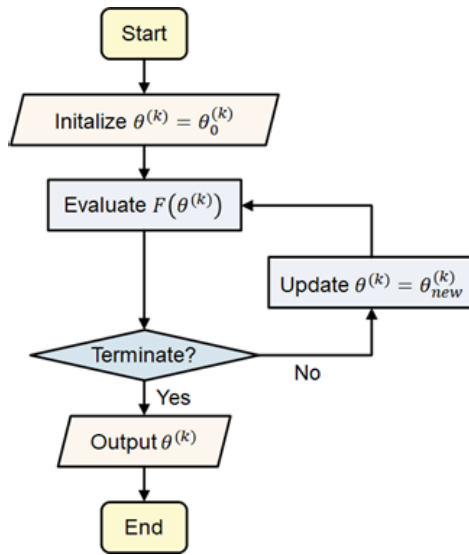 Start
Initalize θ^(k) = θ_0^(k)
Evaluate F(θ^(k))
Update θ^(k) = θ_new^(k)
Terminate?
No
Yes
Output θ^(k)
End